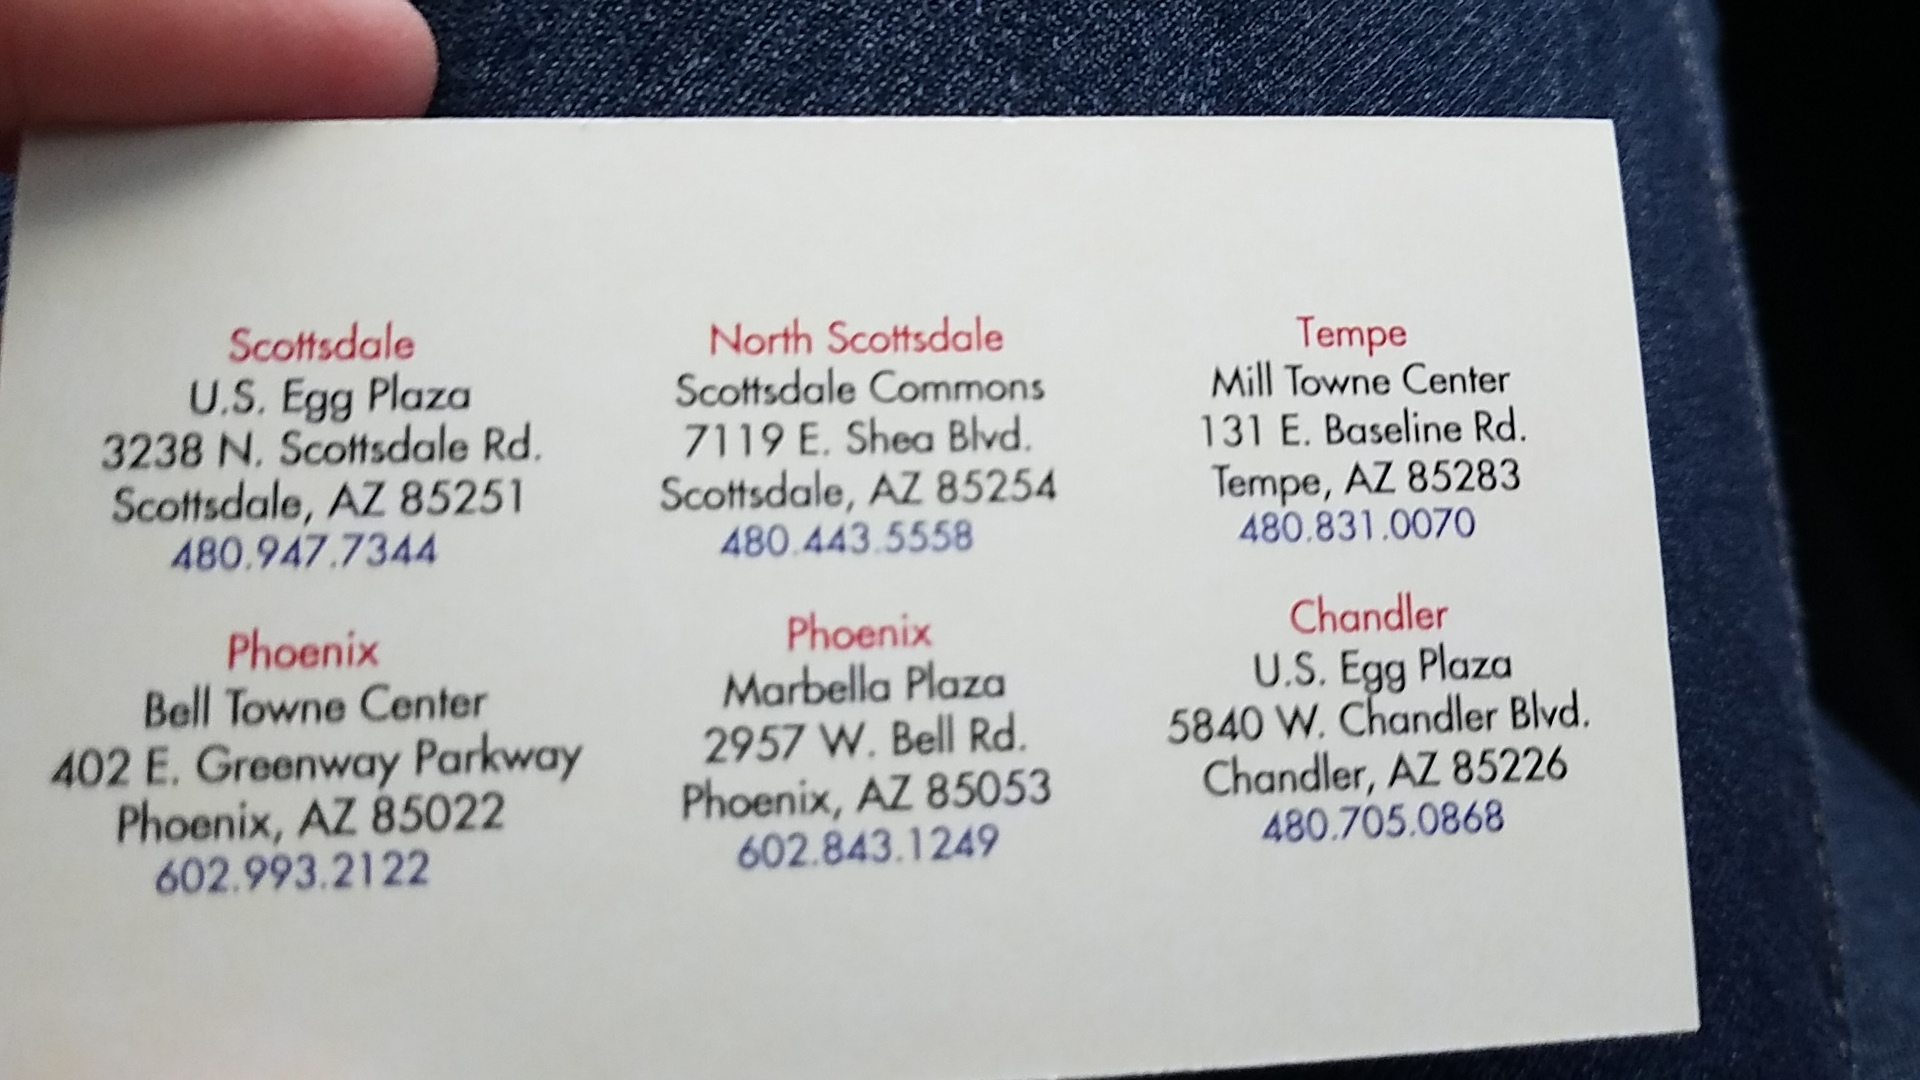 Scottsdale
U.S. Egg Plaza
3238 N. Scottsdale Rd.
Scottsdale, AZ 85251
480.947.7344
North Scottsdale
Scottsdale Commons
7119 E. Shea Blvd.
Scottsdale, AZ 85254
480.443.5558
Tempe
Mill Towne Center
131 E. Baseline Rd.
Tempe, AZ 85283
480.831.0070
Phoenix
Bell Towne Center
402 E. Greenway Parkway
Phoenix, AZ 85022
602.993.2122
Phoenix
Marbella Plaza
2957 W. Bell Rd.
Phoenix, AZ 85053
602.843.1249
Chandler
U.S. Egg Plaza
5840 W. Chandler Blvd.
Chandler, AZ 85226
480.705.0868